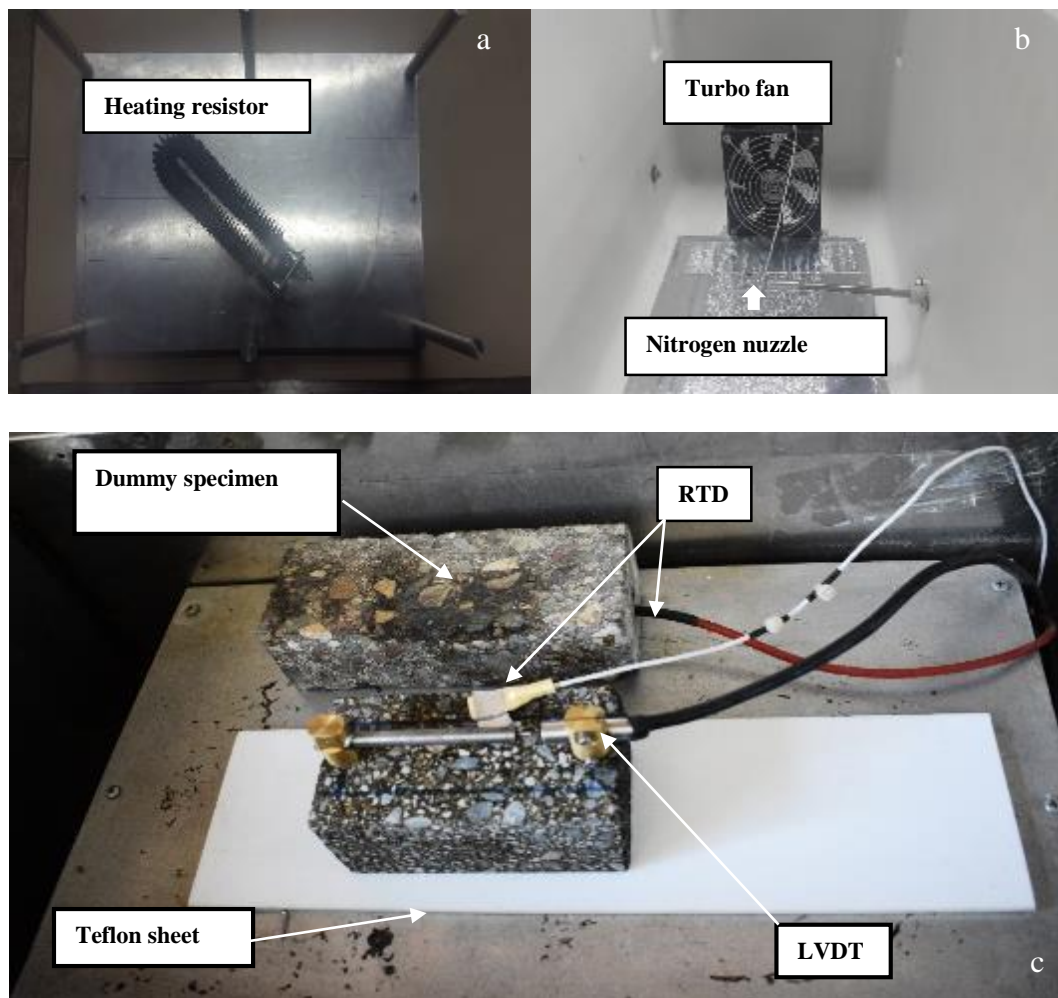 a
Heating resistor
b
Turbo fan
Nitrogen nuzzle
Dummy specimen
RTD
Teflon sheet
LVDT
c